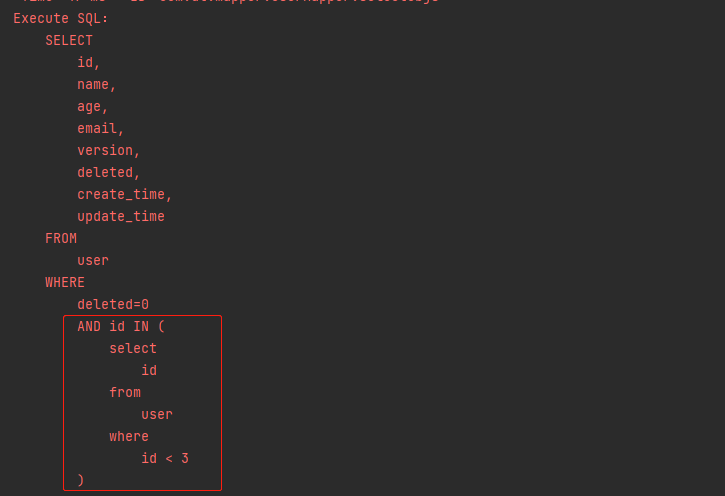 Execute SQL:
SELECT
id,
name,
age,
email,
version,
deleted,
create_time,
update_time
FROM
user
WHERE
deleted=0
AND id IN (
select
id
from
user
where
id < 3
)